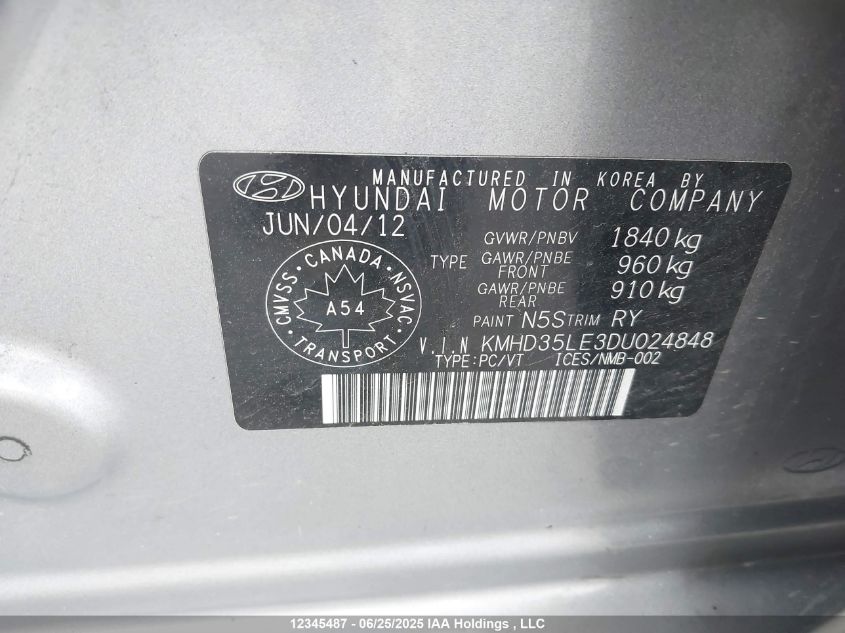 MANUFACTURED IN KOREA BY
HYUNDAI MOTOR COMPANY
JUN/04/12
GVWR/PNBV 1840 kg
TYPE GAWR/PNBE FRONT 960 kg
GAWR/PNBE REAR 910 kg
CMVSS · CANADA · NSVAC
A54
TRANSPORT
PAINT N5S TRIM RY
V.I.N KMHD35LE3DU024848
TYPE:PC/VT ICES/NMB-002
12345487 - 06/25/2025 IAA Holdings , LLC